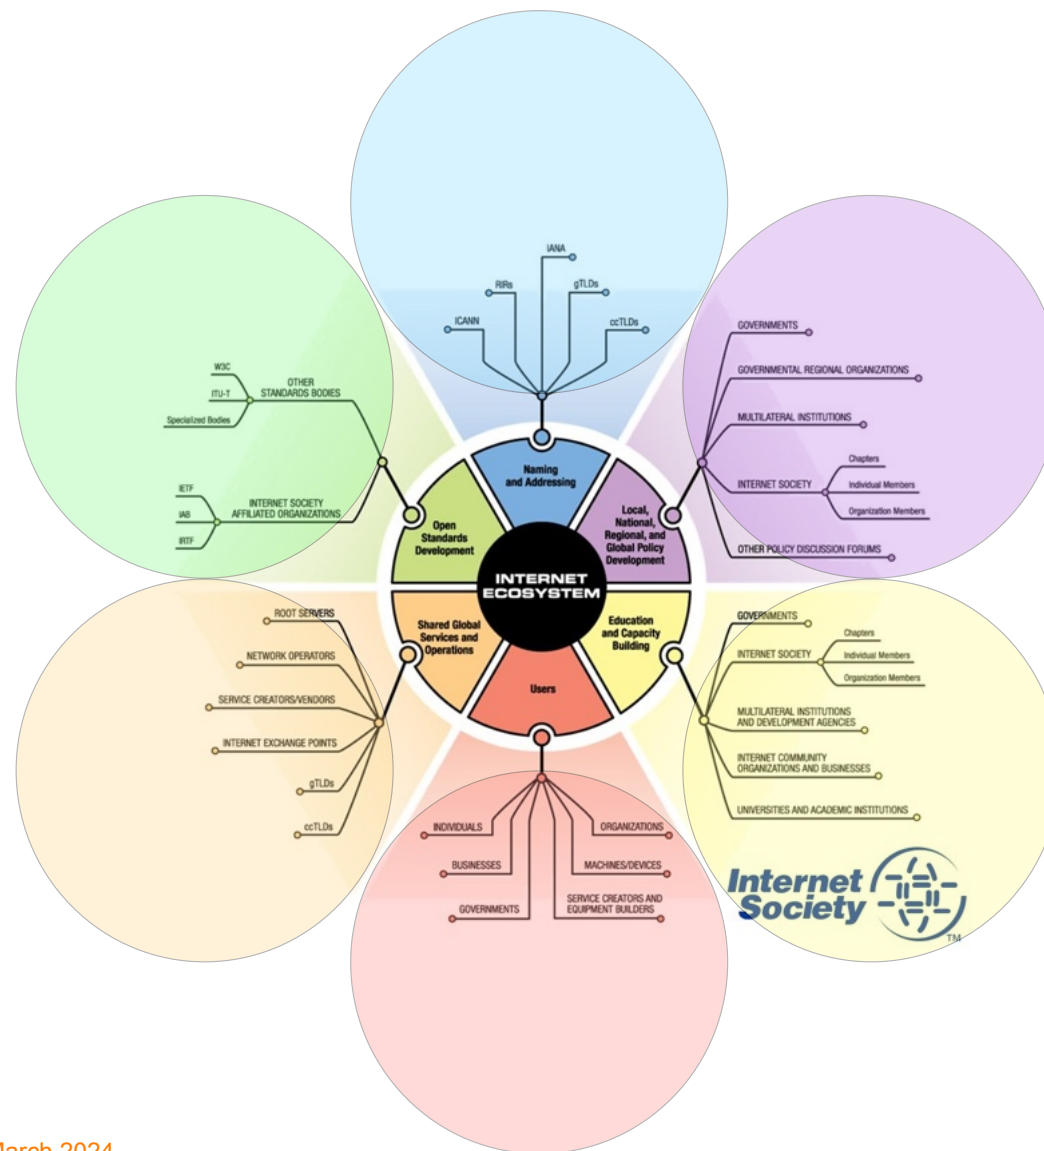 IANA
RIRs
gTLDs
ICANN
ccTLDs
W3C
OTHER
STANDARDS BODIES
ITU-T
Specialized Bodies
IETF
INTERNET SOCIETY
AFFILIATED ORGANIZATIONS
IAB
IRTF
GOVERNMENTS
GOVERNMENTAL REGIONAL ORGANIZATIONS
MULTILATERAL INSTITUTIONS
INTERNET SOCIETY
Chapters
Individual Members
Organization Members
OTHER POLICY DISCUSSION FORUMS
Naming
and Addressing
Open
Standards
Development
Local,
National,
Regional, and
Global Policy
Development
INTERNET
ECOSYSTEM
Shared Global
Services and
Operations
Education
and Capacity
Building
Users
ROOT SERVERS
NETWORK OPERATORS
SERVICE CREATORS/VENDORS
INTERNET EXCHANGE POINTS
gTLDs
ccTLDs
GOVERNMENTS
INTERNET SOCIETY
Chapters
Individual Members
Organization Members
MULTILATERAL INSTITUTIONS
AND DEVELOPMENT AGENCIES
INTERNET COMMUNITY
ORGANIZATIONS AND BUSINESSES
UNIVERSITIES AND ACADEMIC INSTITUTIONS
INDIVIDUALS
BUSINESSES
GOVERNMENTS
ORGANIZATIONS
MACHINES/DEVICES
SERVICE CREATORS AND
EQUIPMENT BUILDERS
Internet
Society
TM
March 2024